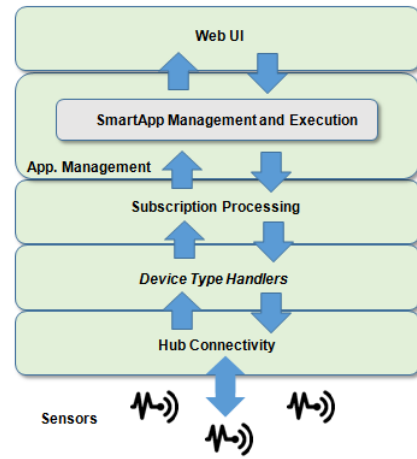 Web UI
SmartApp Management and Execution
App. Management
Subscription Processing
Device Type Handlers
Hub Connectivity
Sensors